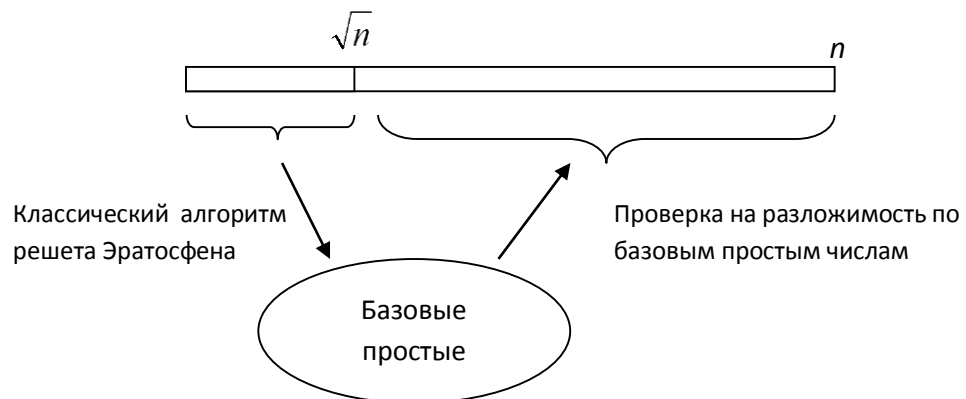 √n
n
Классический алгоритм
решета Эратосфена
Проверка на разложимость по
базовым простым числам
Базовые
простые